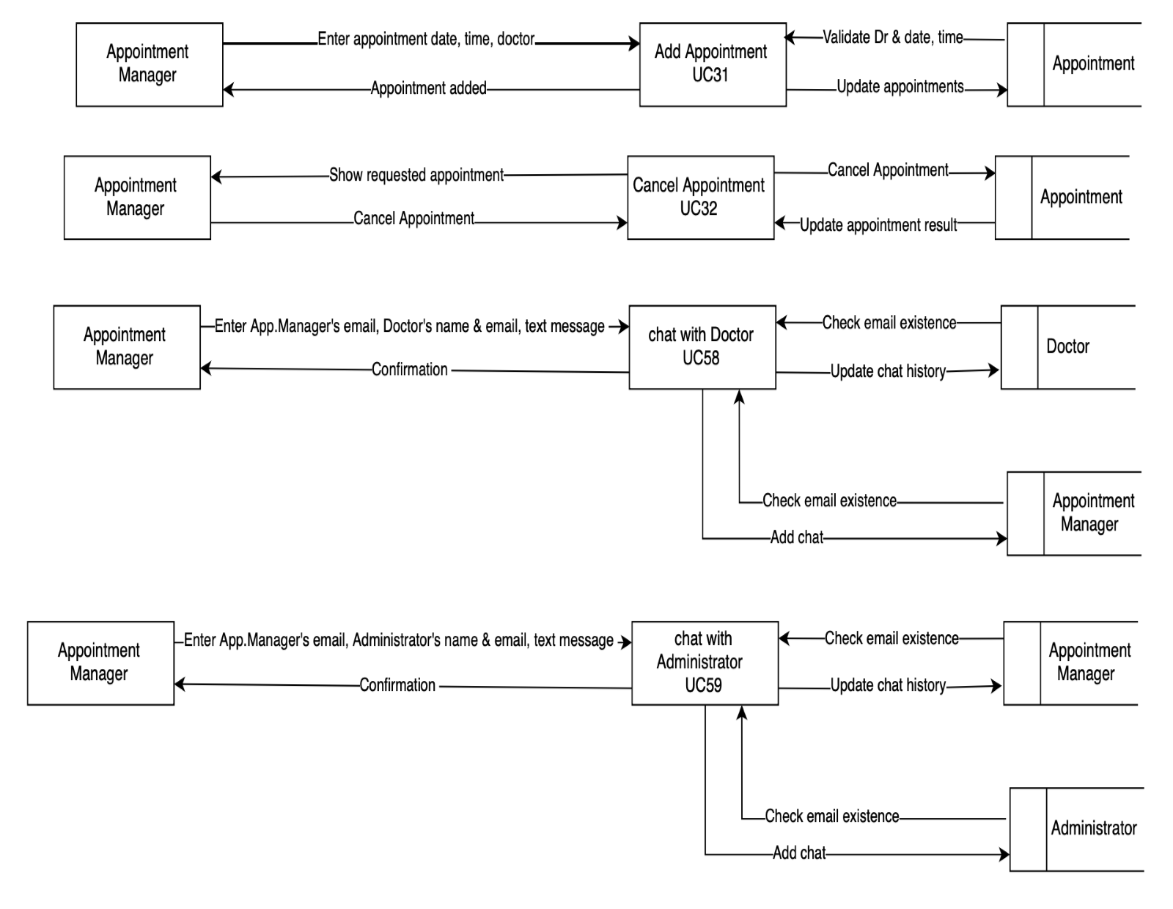 Enter appointment date, time, doctor
Validate Dr & date, time
Appointment
Manager
Add Appointment
UC31
Appointment
Appointment added
Update appointments
Show requested appointment
Cancel Appointment
Appointment
Manager
Cancel Appointment
UC32
Appointment
Cancel Appointment
Update appointment result
Enter App.Manager's email, Doctor's name & email, text message
Check email existence
Appointment
Manager
chat with Doctor
UC58
Doctor
Confirmation
Update chat history
Check email existence
Appointment
Manager
Add chat
Enter App.Manager's email, Administrator's name & email, text message
Check email existence
Appointment
Manager
chat with
Administrator
UC59
Appointment
Manager
Confirmation
Update chat history
Check email existence
Administrator
Add chat